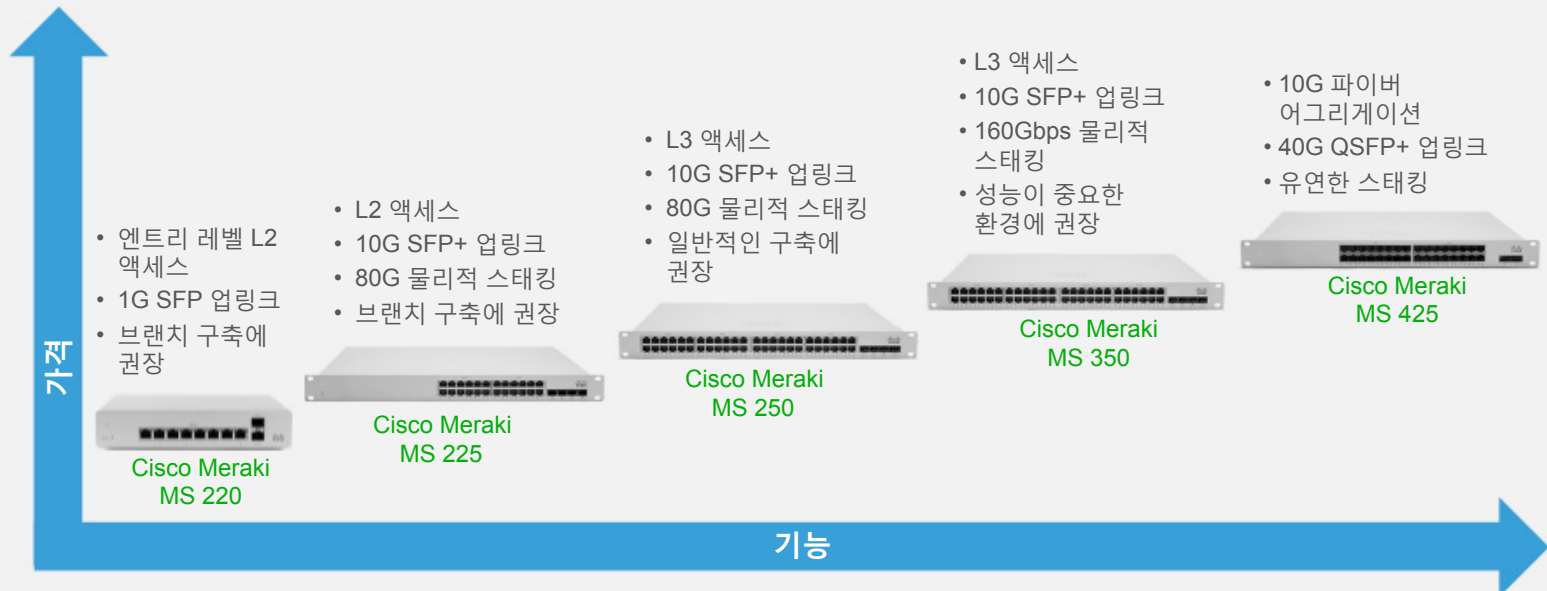 가격
• 엔트리 레벨 L2
액세스
• 1G SFP 업링크
• 브랜치 구축에
권장
Cisco Meraki
MS 220
• L2 액세스
• 10G SFP+ 업링크
• 80G 물리적 스태킹
• 브랜치 구축에 권장
Cisco Meraki
MS 225
• L3 액세스
• 10G SFP+ 업링크
• 80G 물리적 스태킹
• 일반적인 구축에
권장
Cisco Meraki
MS 250
• L3 액세스
• 10G SFP+ 업링크
• 160Gbps 물리적
스태킹
• 성능이 중요한
환경에 권장
Cisco Meraki
MS 350
• 10G 파이버
어그리게이션
• 40G QSFP+ 업링크
• 유연한 스태킹
Cisco Meraki
MS 425
기능